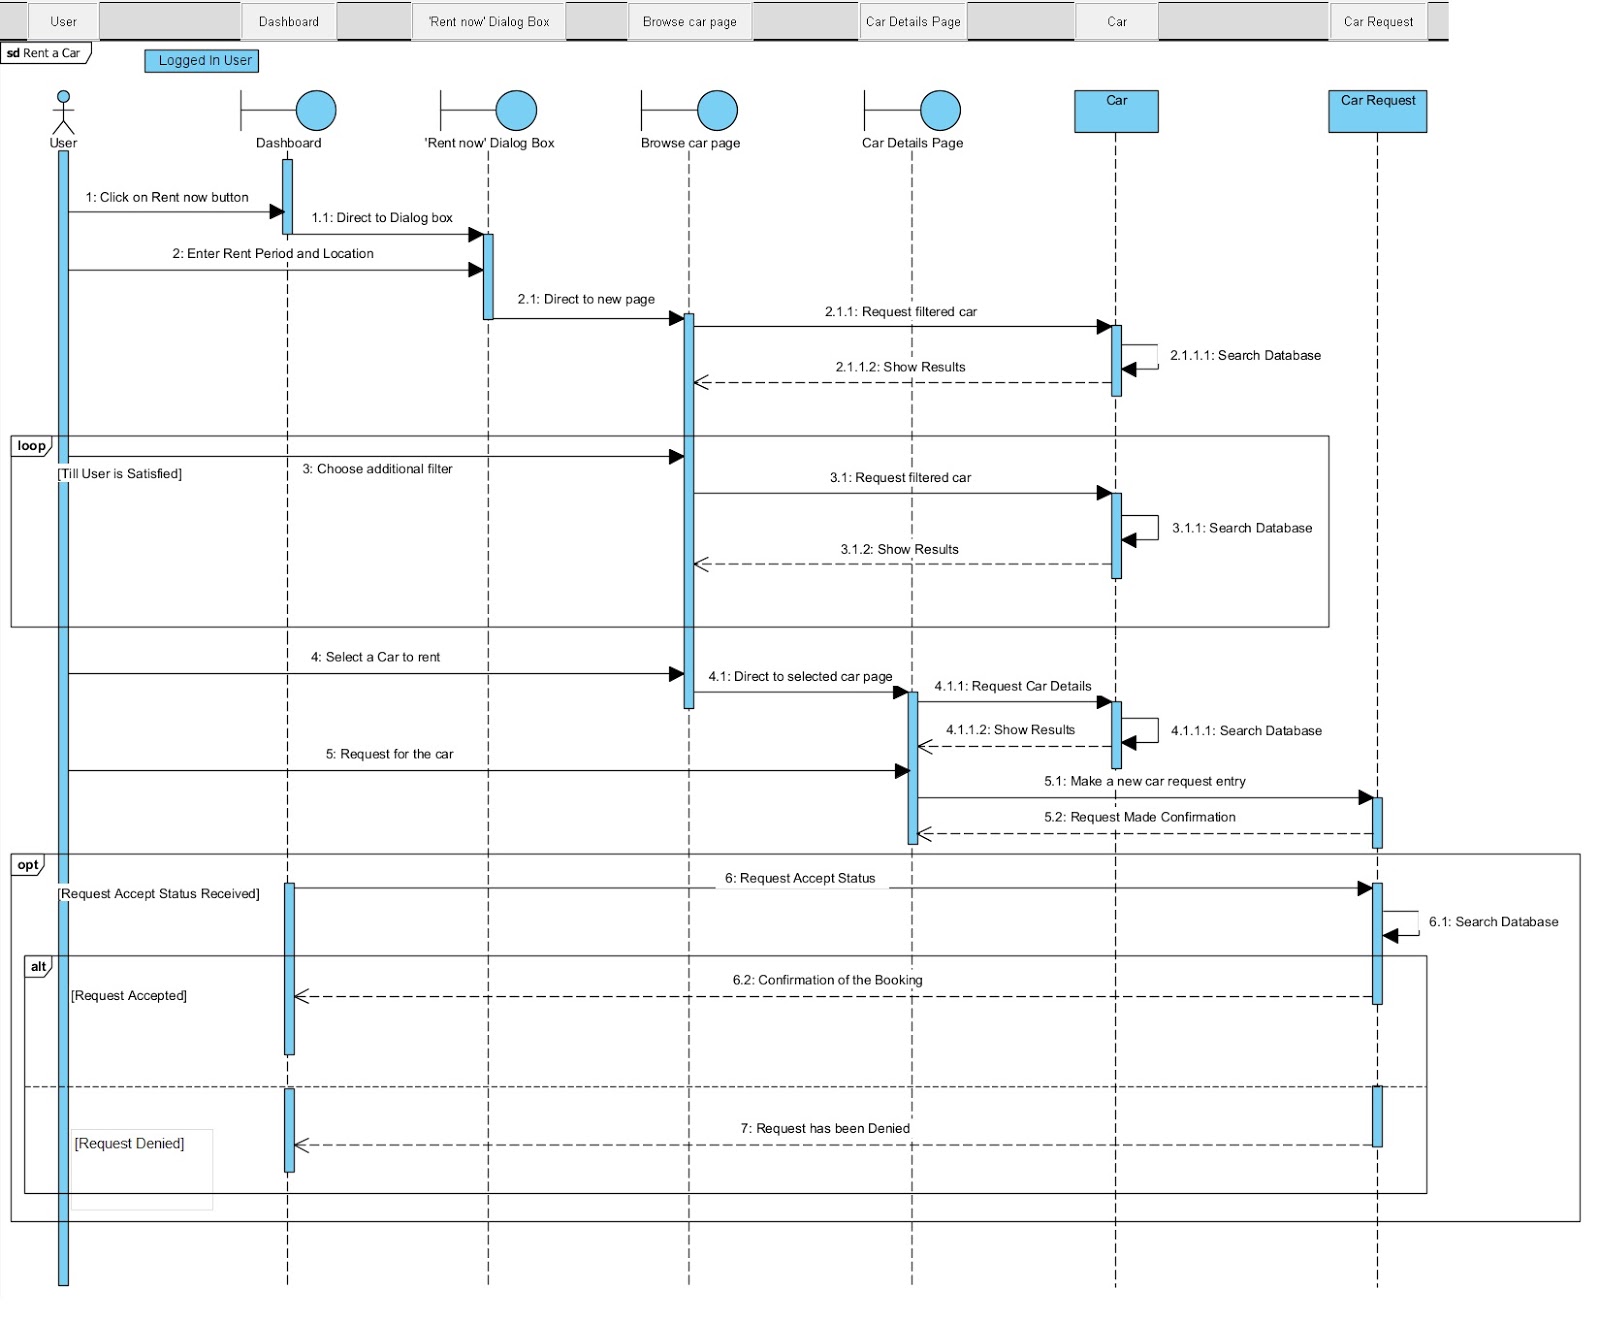 User
Dashboard
'Rent now' Dialog Box
Browse car page
Car Details Page
Car
Car Request
sd Rent a Car
Logged In User
User
Dashboard
'Rent now' Dialog Box
Browse car page
Car Details Page
Car
Car Request
1: Click on Rent now button
1.1: Direct to Dialog box
2: Enter Rent Period and Location
2.1: Direct to new page
2.1.1: Request filtered car
2.1.1.1: Search Database
2.1.1.2: Show Results
loop
[Till User is Satisfied]
3: Choose additional filter
3.1: Request filtered car
3.1.1: Search Database
3.1.2: Show Results
4: Select a Car to rent
4.1: Direct to selected car page
4.1.1: Request Car Details
4.1.1.1: Search Database
4.1.1.2: Show Results
5: Request for the car
5.1: Make a new car request entry
5.2: Request Made Confirmation
opt
[Request Accept Status Received]
6: Request Accept Status
6.1: Search Database
alt
[Request Accepted]
6.2: Confirmation of the Booking
[Request Denied]
7: Request has been Denied